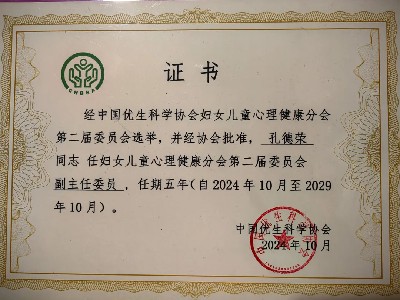 证书
经中国优生科学协会妇女儿童心理健康分会
第二届委员会选举，并经协会批准，孔德荣
同志 任妇女儿童心理健康分会第二届委员会
副主任委员，任期五年（自2024年10月至2029
年10月）。
中国优生科学协会
2024年10月